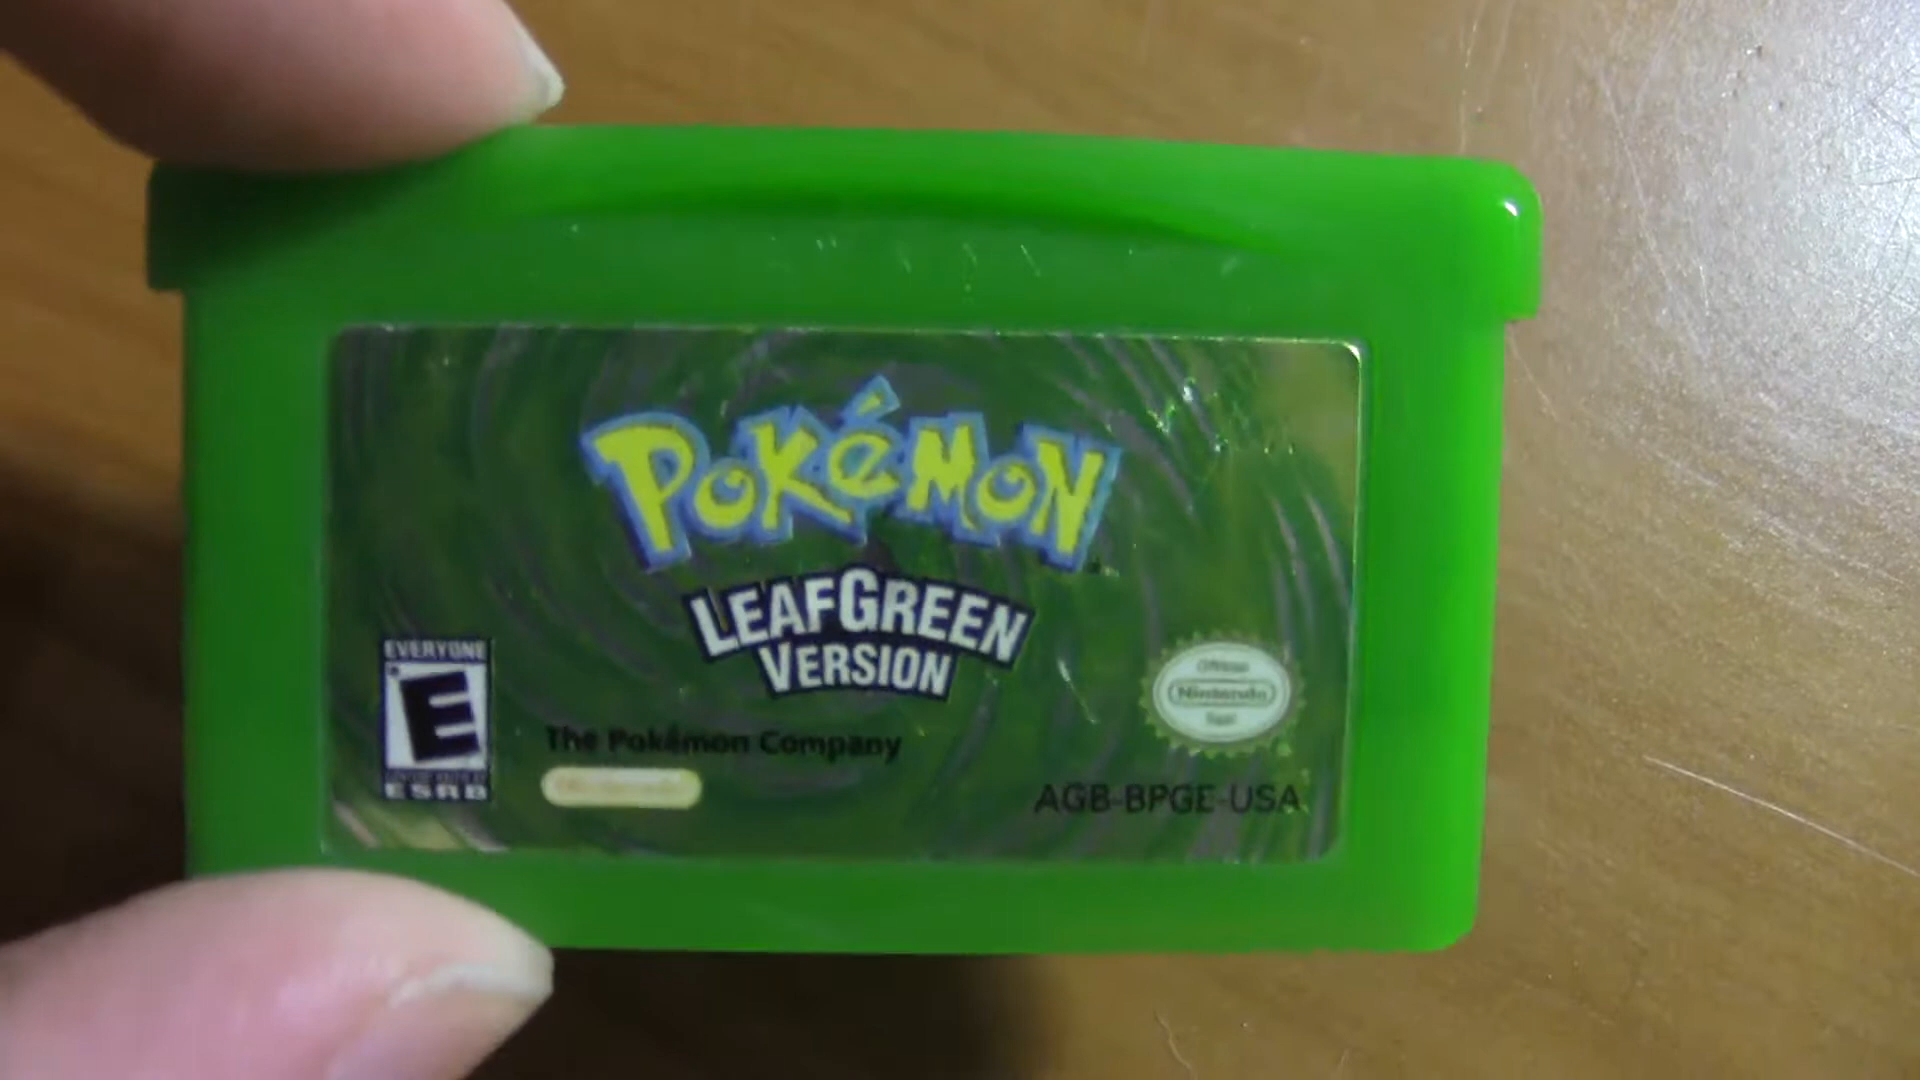 POKéMON
LEAFGREEN
VERSION
EVERYONE
E
ESRB
The Pokémon Company
Nintendo
AGB-BPGE-USA